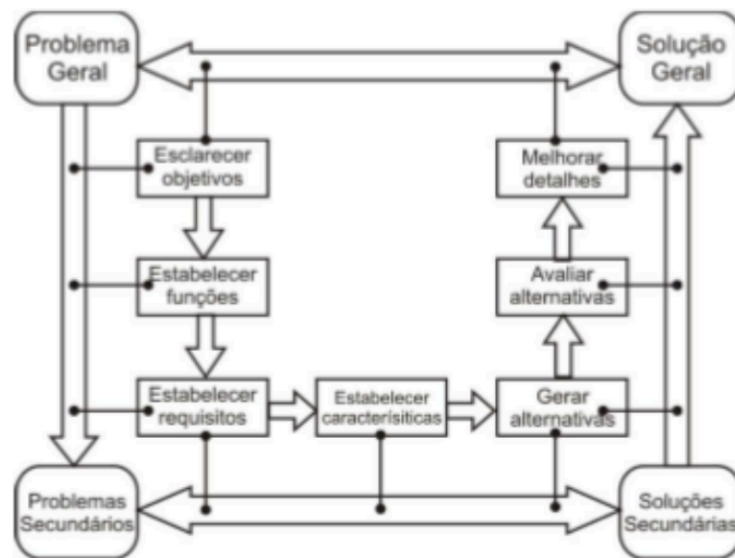 Problema
Geral
Solução
Geral
Esclarecer
objetivos
Melhorar
detalhes
Estabelecer
funções
Avaliar
alternativas
Estabelecer
requisitos
Estabelecer
caracterísiticas
Gerar
alternativas
Problemas
Secundários
Soluções
Secundárias